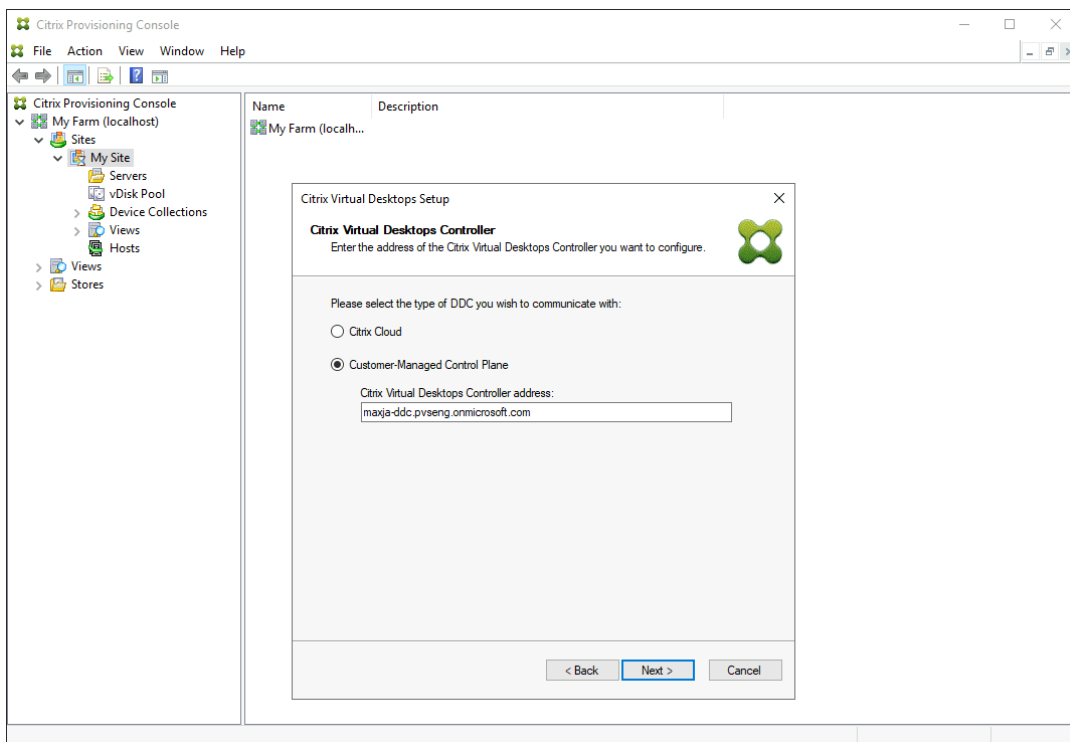 Citrix Provisioning Console
File Action View Window Help
Citrix Provisioning Console
My Farm (localhost)
Sites
My Site
Servers
vDisk Pool
Device Collections
Views
Hosts
Views
Stores
Name Description
My Farm (localh...
Citrix Virtual Desktops Setup
Citrix Virtual Desktops Controller
Enter the address of the Citrix Virtual Desktops Controller you want to configure.
Please select the type of DDC you wish to communicate with:
Citrix Cloud
Customer-Managed Control Plane
Citrix Virtual Desktops Controller address:
maxja-ddc.pvseng.onmicrosoft.com
< Back Next > Cancel